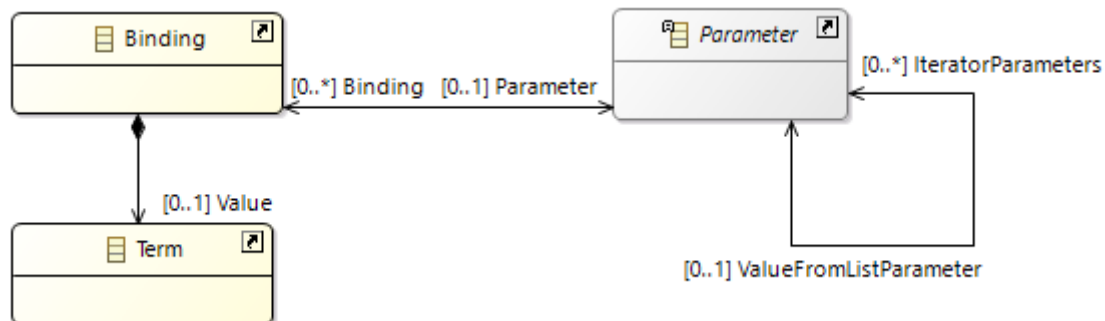 Binding
Parameter
[0..*] IteratorParameters
[0..*] Binding [0..1] Parameter
[0..1] Value
Term
[0..1] ValueFromListParameter